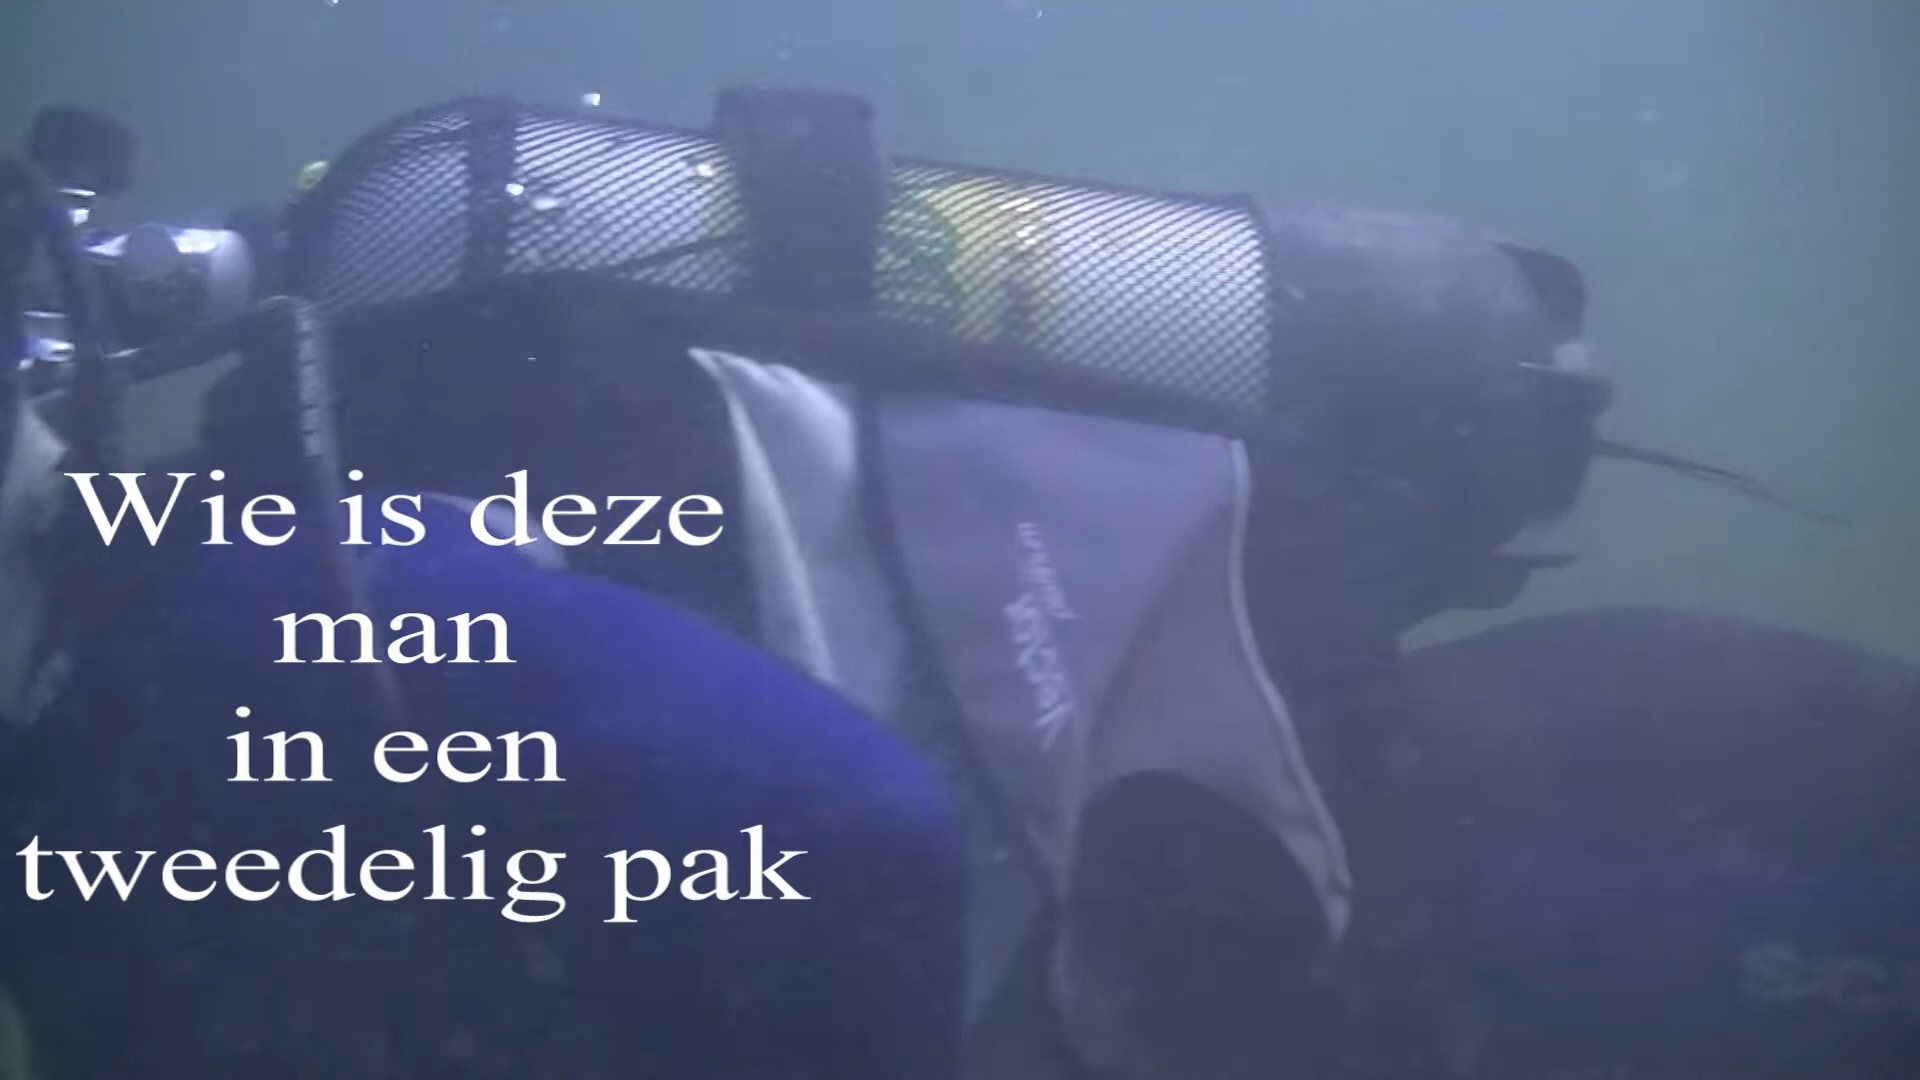 Wie is deze
man
in een
tweedelig pak